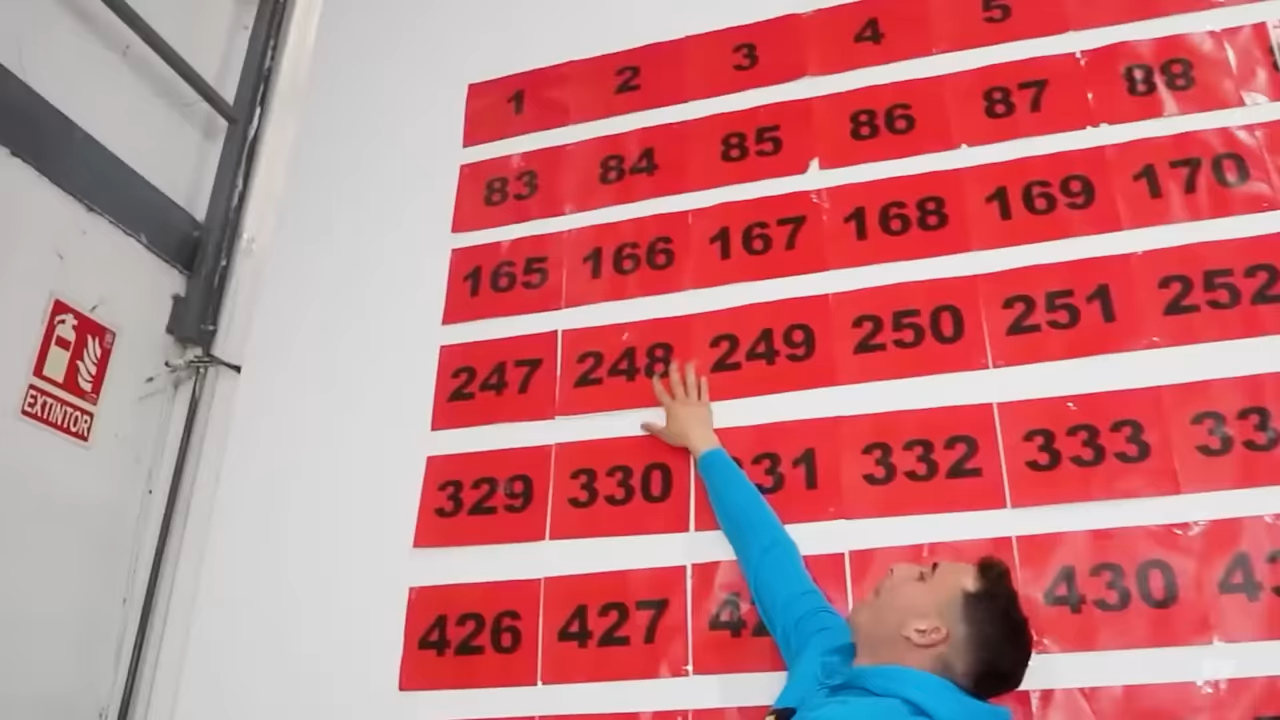 1 2 3 4 5
83 84 85 86 87 88
165 166 167 168 169 170
247 248 249 250 251 252
329 330 331 332 333
426 427 430
EXTINTOR